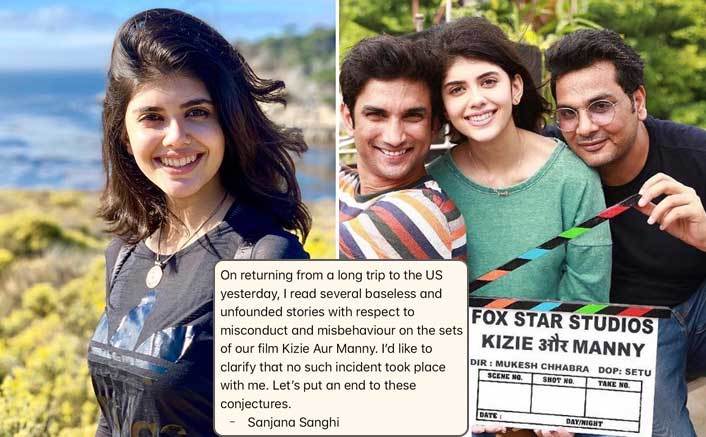 On returning from a long trip to the US
yesterday, I read several baseless and
unfounded stories with respect to
misconduct and misbehaviour on the sets
of our film Kizie Aur Manny. I'd like to
clarify that no such incident took place
with me. Let's put an end to these
conjectures.
- Sanjana Sanghi
FOX STAR STUDIOS
KIZIE और MANNY
DIR : MUKESH CHHABRA DOP: SETU
SCENE NO. SHOT NO. TAKE NO.
DATE : DAY/NIGHT